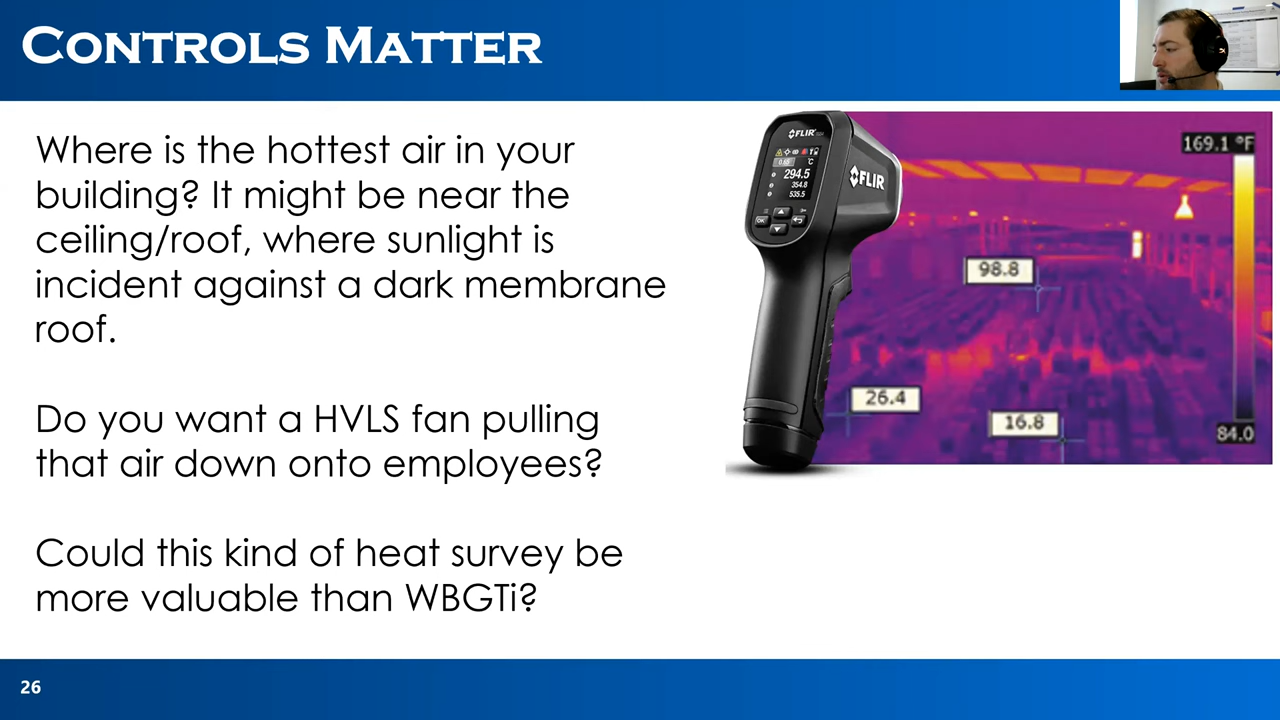 CONTROLS MATTER
Where is the hottest air in your
building? It might be near the
ceiling/roof, where sunlight is
incident against a dark membrane
roof.
Do you want a HVLS fan pulling
that air down onto employees?
Could this kind of heat survey be
more valuable than WBGTi?
FLIR
°C
294.5
354.8
535.5
OK
FLIR
169.1 °F
98.8
26.4
16.8
84.0
26